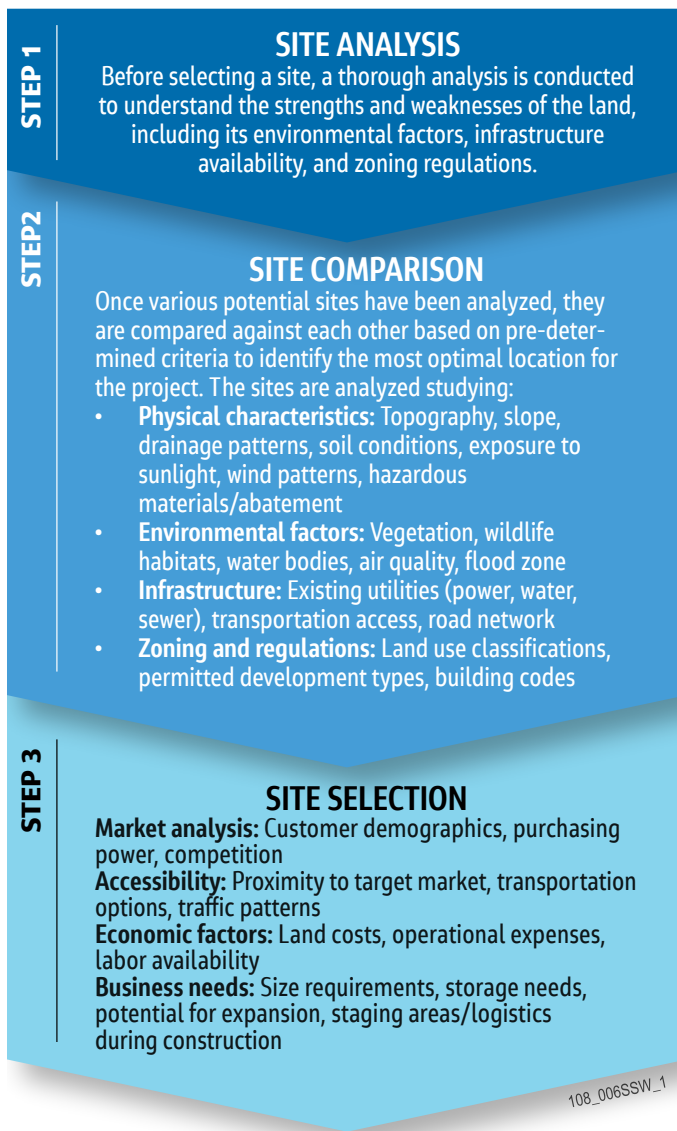 STEP 1
SITE ANALYSIS
Before selecting a site, a thorough analysis is conducted
to understand the strengths and weaknesses of the land,
including its environmental factors, infrastructure
availability, and zoning regulations.
STEP2
SITE COMPARISON
Once various potential sites have been analyzed, they
are compared against each other based on pre-deter-
mined criteria to identify the most optimal location for
the project. The sites are analyzed studying:
• Physical characteristics: Topography, slope,
drainage patterns, soil conditions, exposure to
sunlight, wind patterns, hazardous
materials/abatement
• Environmental factors: Vegetation, wildlife
habitats, water bodies, air quality, flood zone
• Infrastructure: Existing utilities (power, water,
sewer), transportation access, road network
• Zoning and regulations: Land use classifications,
permitted development types, building codes
STEP 3
SITE SELECTION
Market analysis: Customer demographics, purchasing
power, competition
Accessibility: Proximity to target market, transportation
options, traffic patterns
Economic factors: Land costs, operational expenses,
labor availability
Business needs: Size requirements, storage needs,
potential for expansion, staging areas/logistics
during construction
108_006SSW_1